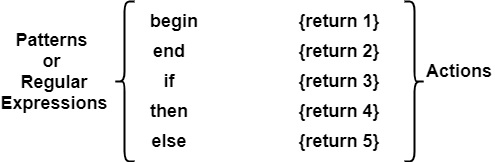 Patterns
or
Regular
Expressions
begin {return 1}
end {return 2}
if {return 3}
then {return 4}
else {return 5}
Actions